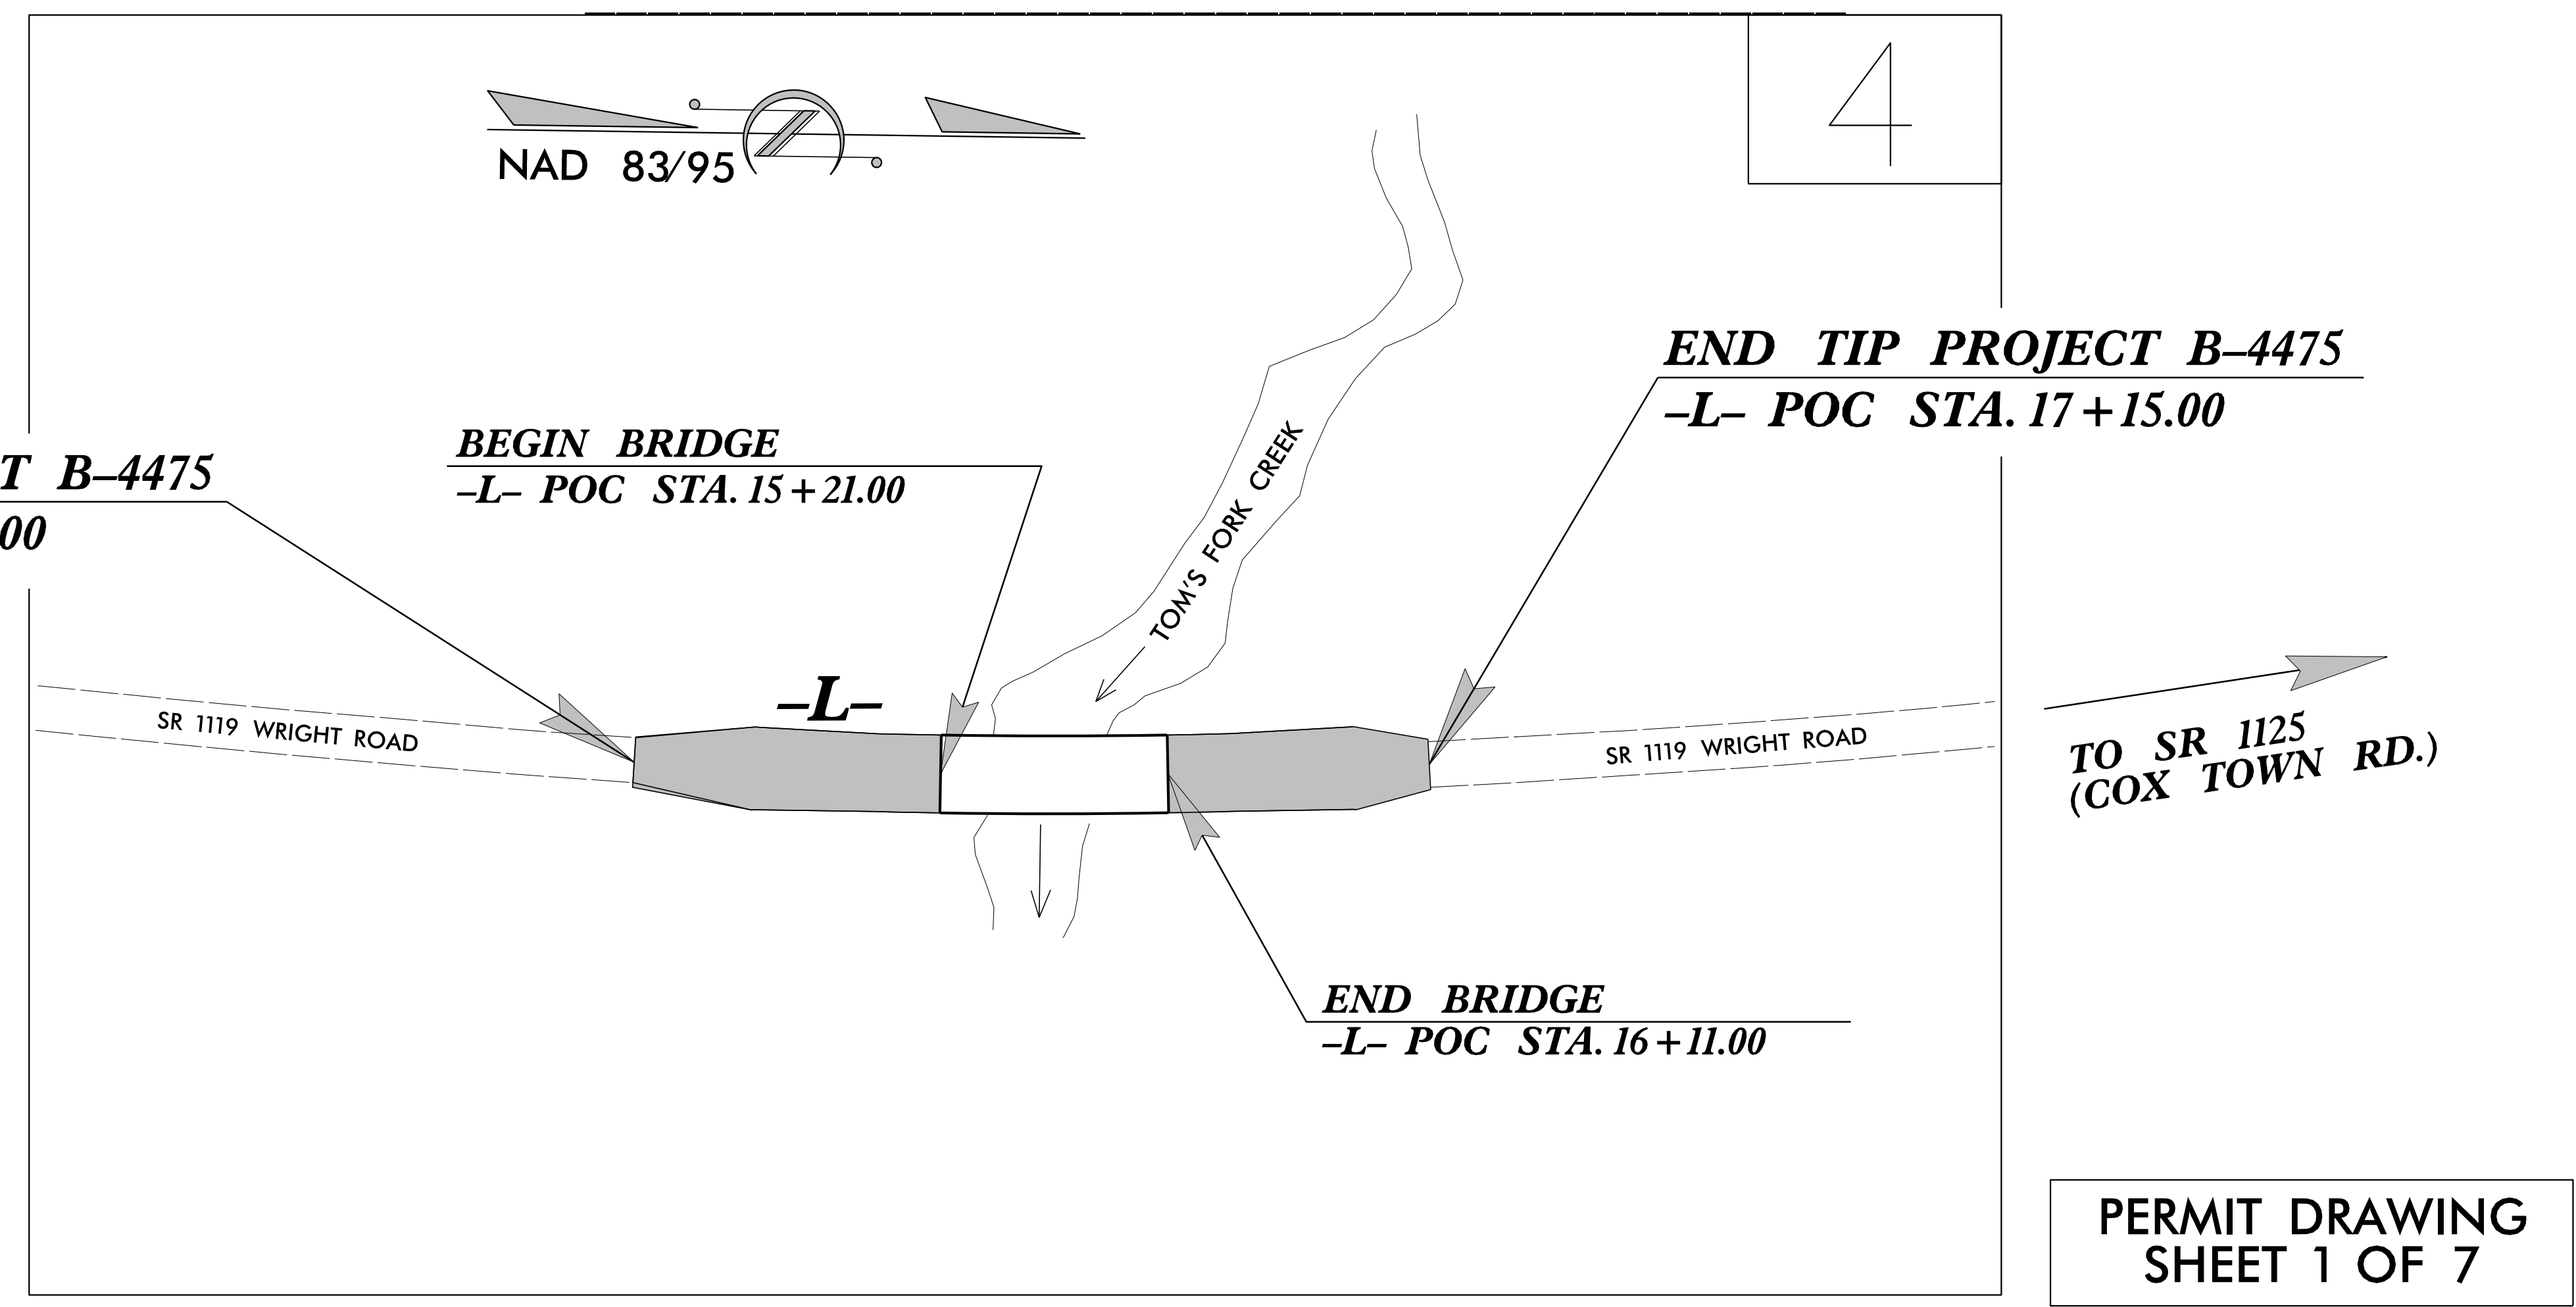 4
NAD 83/95
END TIP PROJECT B–4475
–L– POC STA. 17+15.00
BEGIN BRIDGE
–L– POC STA. 15+21.00
T B–4475
00
TOM'S FORK CREEK
–L–
SR 1119 WRIGHT ROAD
SR 1119 WRIGHT ROAD
TO SR 1125
(COX TOWN RD.)
END BRIDGE
–L– POC STA. 16+11.00
PERMIT DRAWING
SHEET 1 OF 7